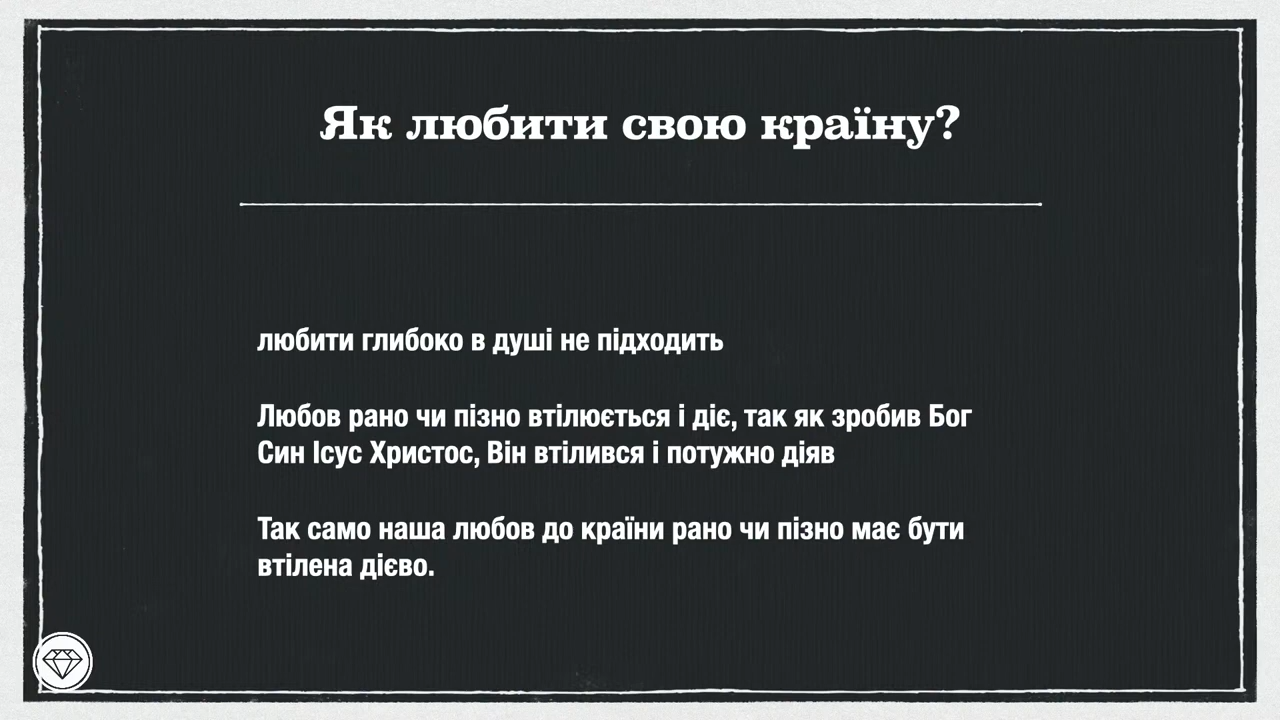 Як любити свою країну?
любити глибоко в душі не підходить
Любов рано чи пізно втілюється і діє, так як зробив Бог
Син Ісус Христос, Він втілився і потужно діяв
Так само наша любов до країни рано чи пізно має бути
втілена дієво.